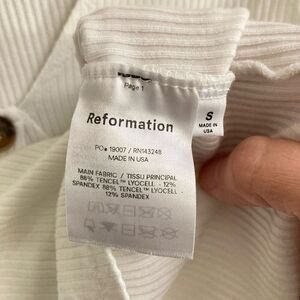 Page 1
Reformation
PO● 19007 / RN143248
MADE IN USA
MAIN FABRIC / TISSU PRINCIPAL
88% TENCEL™ LYOCELL · 12%
SPANDEX 88% TENCEL™ LYOCELL ·
12% SPANDEX
S
MADE IN
USA